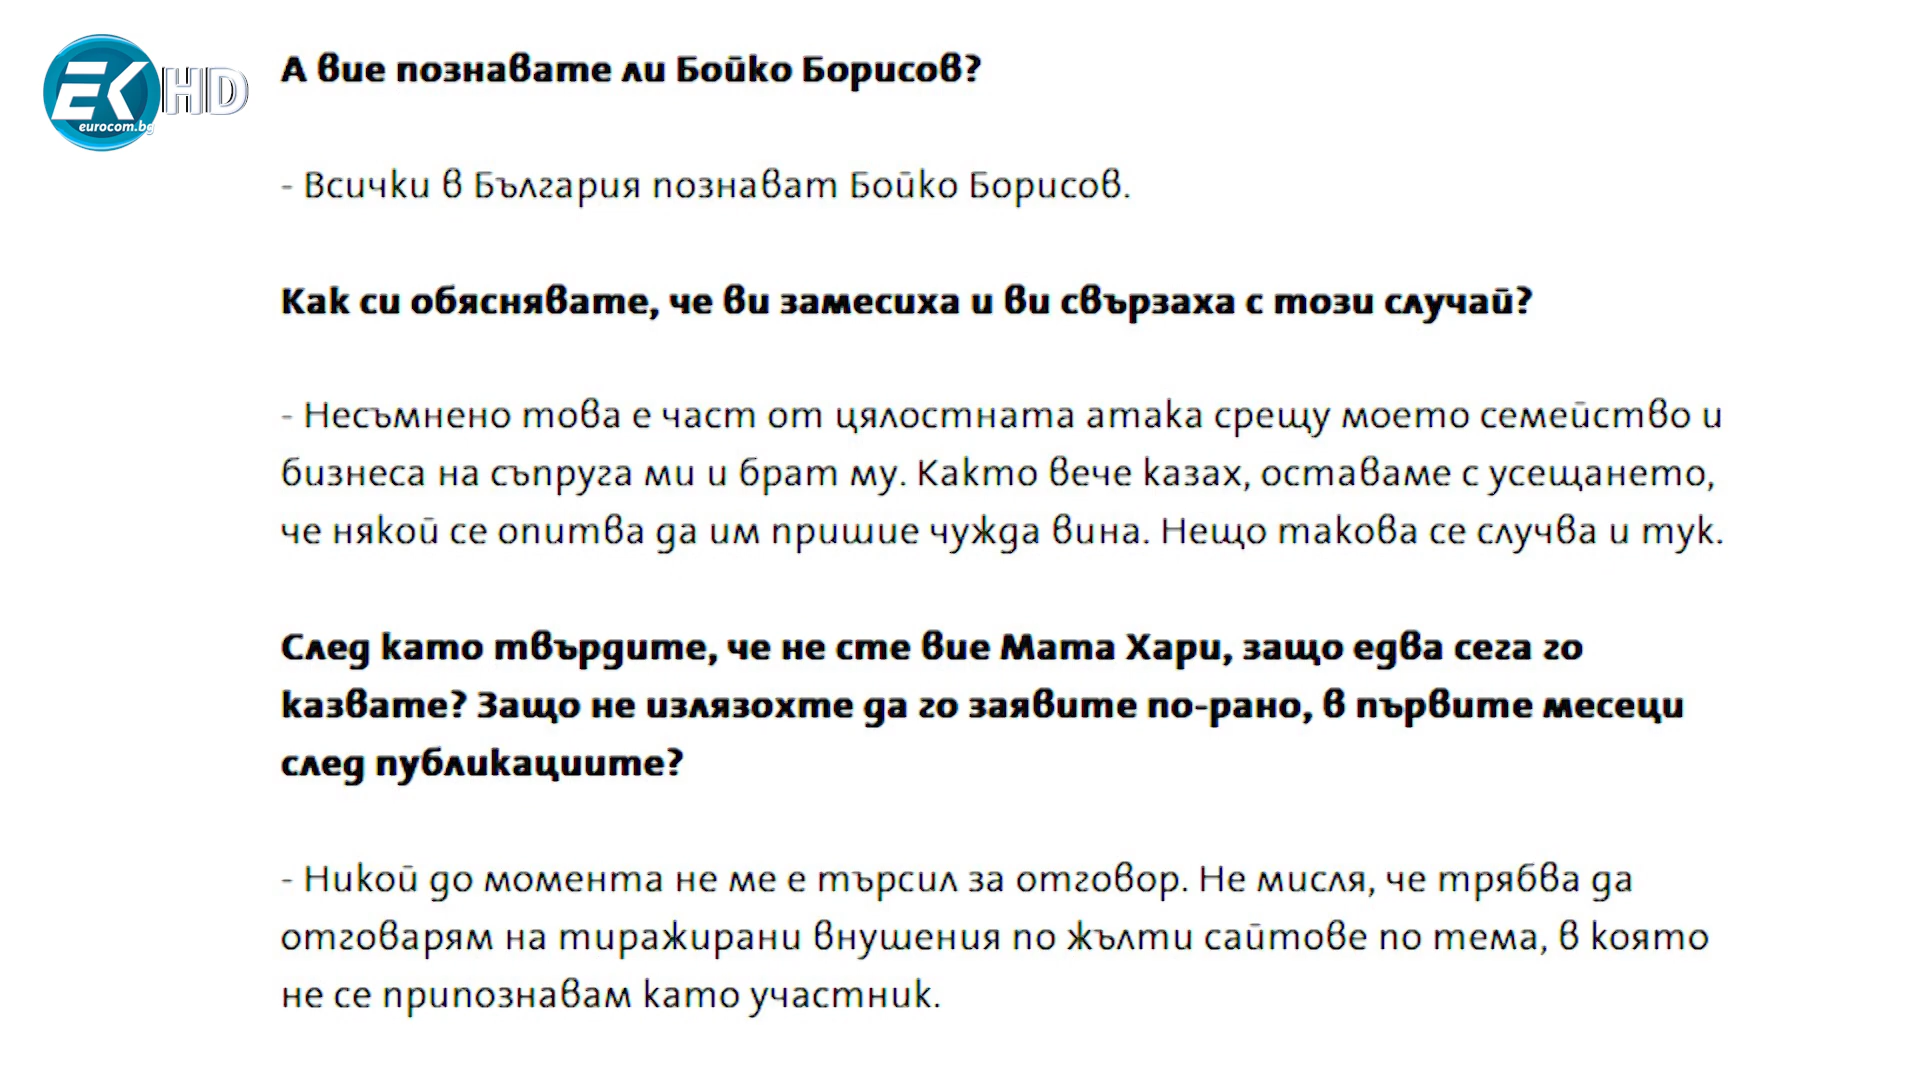 EK HD
eurocom.bg
А вие познавате ли Бойко Борисов?
- Всички в България познават Бойко Борисов.
Как си обяснявате, че ви замесиха и ви свързаха с този случай?
- Несъмнено това е част от цялостната атака срещу моето семейство и
бизнеса на съпруга ми и брат му. Както вече казах, оставаме с усещането,
че някой се опитва да им пришие чужда вина. Нещо такова се случва и тук.
След като твърдите, че не сте вие Мата Хари, защо едва сега го
казвате? Защо не излязохте да го заявите по-рано, в първите месеци
след публикациите?
- Никой до момента не ме е търсил за отговор. Не мисля, че трябва да
отговарям на тиражирани внушения по жълти сайтове по тема, в която
не се припознавам като участник.